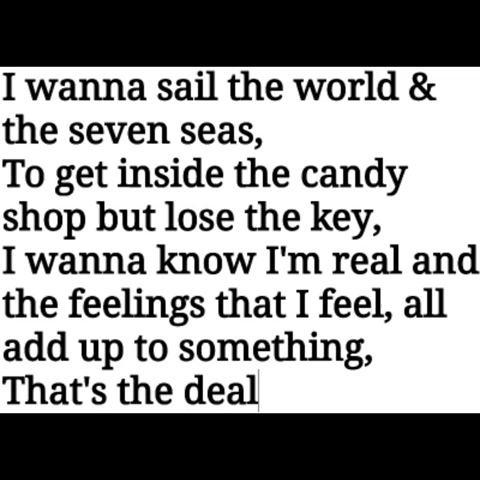 I wanna sail the world &
the seven seas,
To get inside the candy
shop but lose the key,
I wanna know I'm real and
the feelings that I feel, all
add up to something,
That's the deal